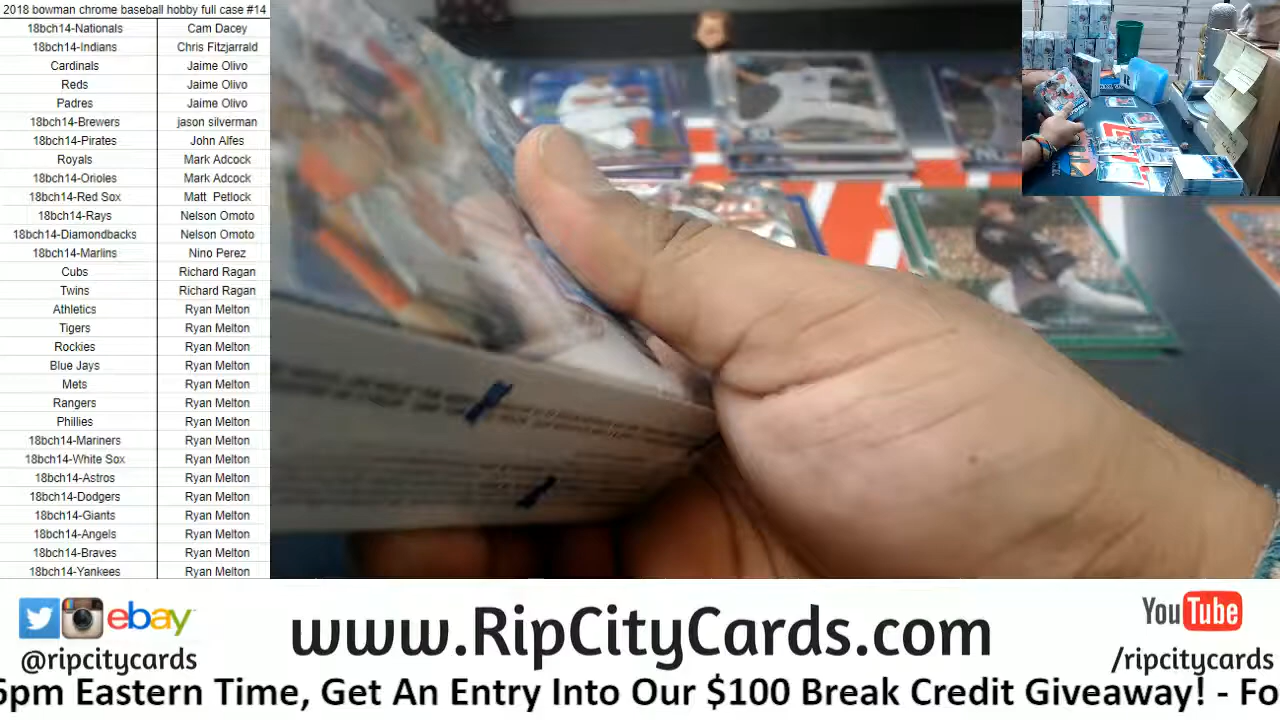 2018 bowman chrome baseball hobby full case #14
18bch14-Nationals Cam Dacey
18bch14-Indians Chris Fitzjarrald
Cardinals Jaime Olivo
Reds Jaime Olivo
Padres Jaime Olivo
18bch14-Brewers jason silverman
18bch14-Pirates John Alfes
Royals Mark Adcock
18bch14-Orioles Mark Adcock
18bch14-Red Sox Matt Petlock
18bch14-Rays Nelson Omoto
18bch14-Diamondbacks Nelson Omoto
18bch14-Marlins Nino Perez
Cubs Richard Ragan
Twins Richard Ragan
Athletics Ryan Melton
Tigers Ryan Melton
Rockies Ryan Melton
Blue Jays Ryan Melton
Mets Ryan Melton
Rangers Ryan Melton
Phillies Ryan Melton
18bch14-Mariners Ryan Melton
18bch14-White Sox Ryan Melton
18bch14-Astros Ryan Melton
18bch14-Dodgers Ryan Melton
18bch14-Giants Ryan Melton
18bch14-Angels Ryan Melton
18bch14-Braves Ryan Melton
18bch14-Yankees Ryan Melton
ebay
@ripcitycards
www.RipCityCards.com
YouTube
/ripcitycards
6pm Eastern Time, Get An Entry Into Our $100 Break Credit Giveaway! - Fo